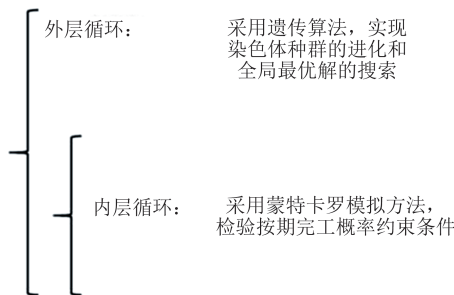 外层循环：
采用遗传算法，实现
染色体种群的进化和
全局最优解的搜索
内层循环：
采用蒙特卡罗模拟方法，
检验按期完工概率约束条件